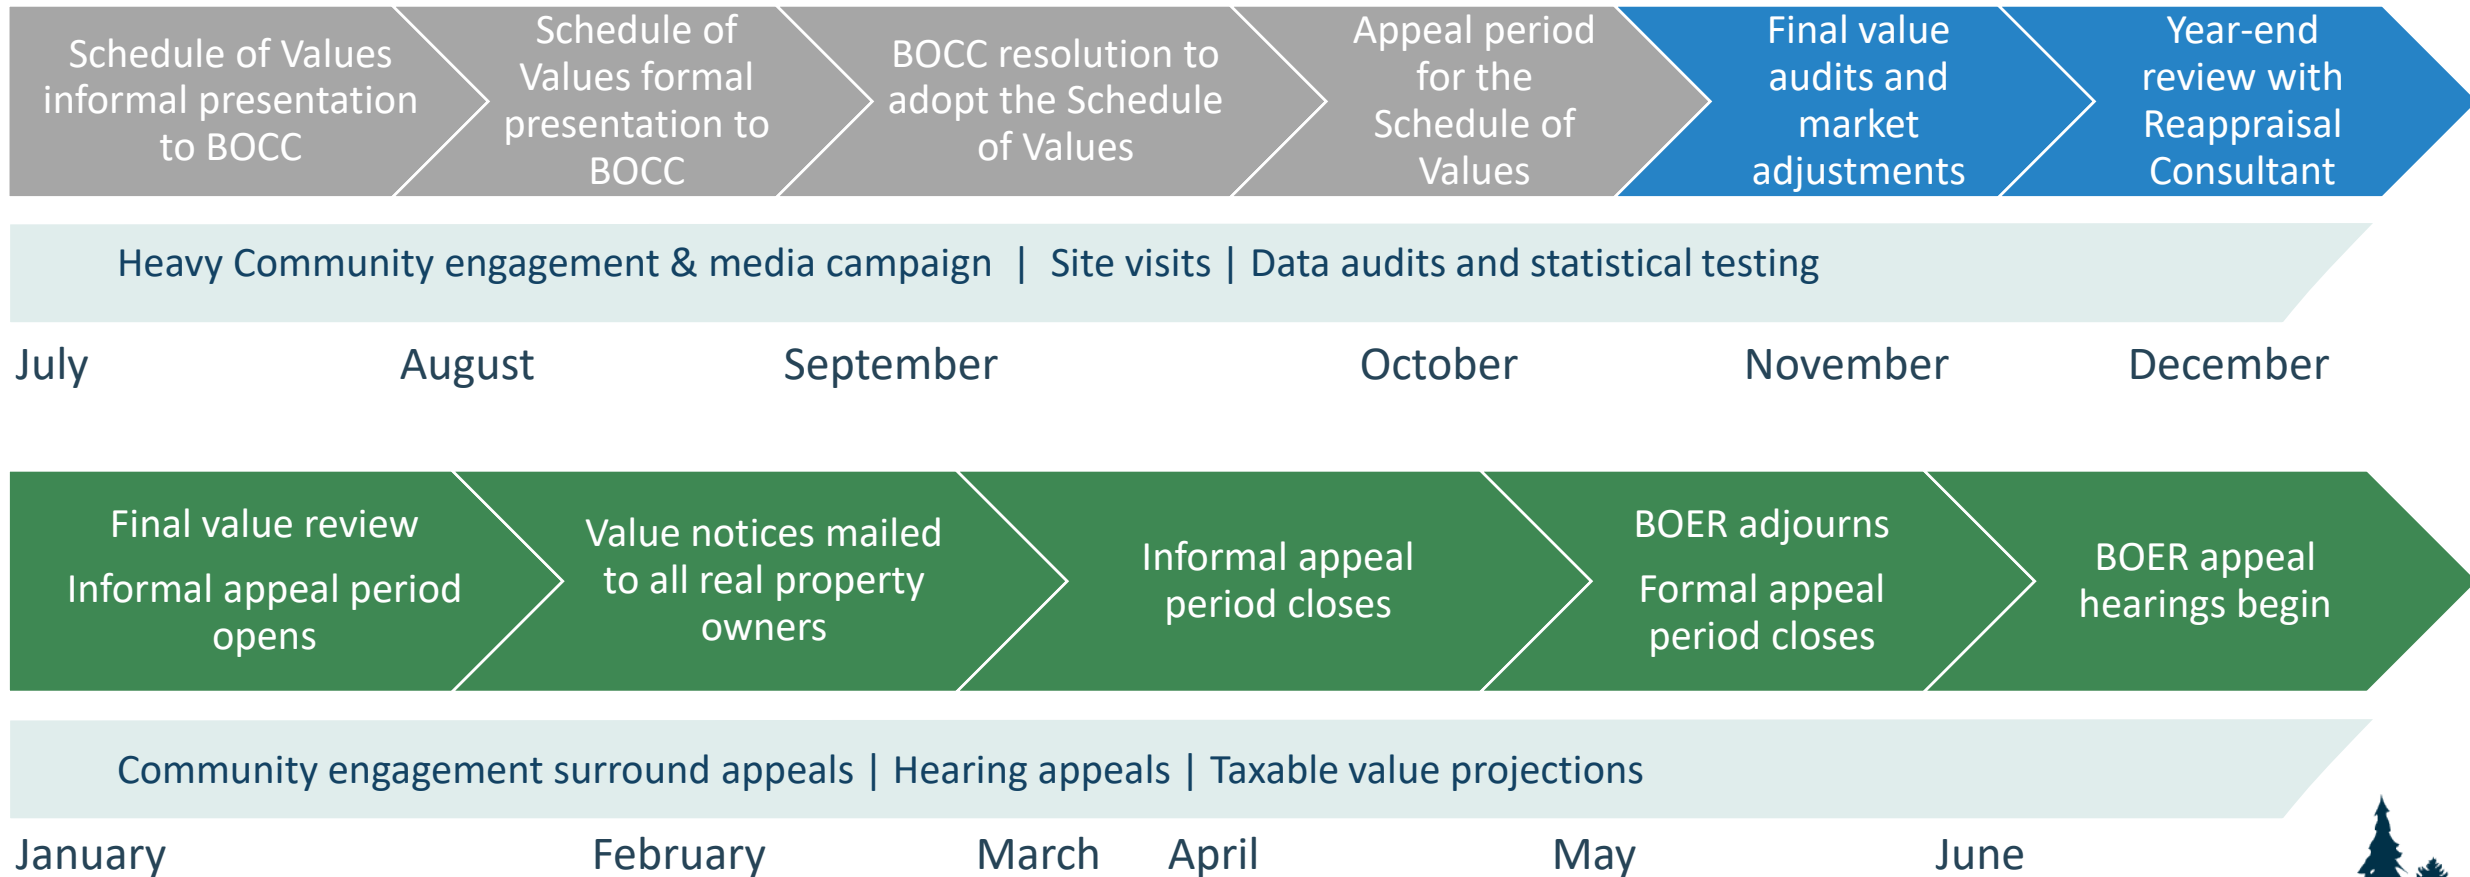 Schedule of Values
informal presentation
to BOCC
Schedule of
Values formal
presentation to
BOCC
BOCC resolution to
adopt the Schedule
of Values
Appeal period
for the
Schedule of
Values
Final value
audits and
market
adjustments
Year-end
review with
Reappraisal
Consultant
Heavy Community engagement & media campaign | Site visits | Data audits and statistical testing
July August September October November December
Final value review
Informal appeal period
opens
Value notices mailed
to all real property
owners
Informal appeal
period closes
BOER adjourns
Formal appeal
period closes
BOER appeal
hearings begin
Community engagement surround appeals | Hearing appeals | Taxable value projections
January February March April May June